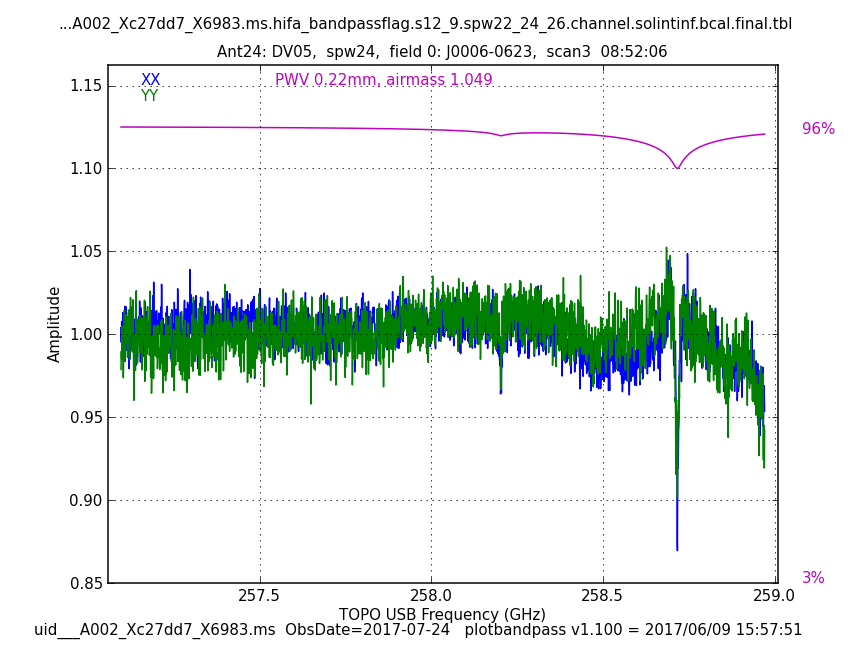 ...A002_Xc27dd7_X6983.ms.hifa_bandpassflag.s12_9.spw22_24_26.channel.solintinf.bcal.final.tbl
Ant24: DV05,  spw24,  field 0: J0006-0623,  scan3  08:52:06
XX
YY
PWV 0.22mm, airmass 1.049
96%
3%
1.15
1.10
1.05
1.00
0.95
0.90
0.85
Amplitude
257.5
258.0
258.5
259.0
TOPO USB Frequency (GHz)
uid___A002_Xc27dd7_X6983.ms  ObsDate=2017-07-24   plotbandpass v1.100 = 2017/06/09 15:57:51